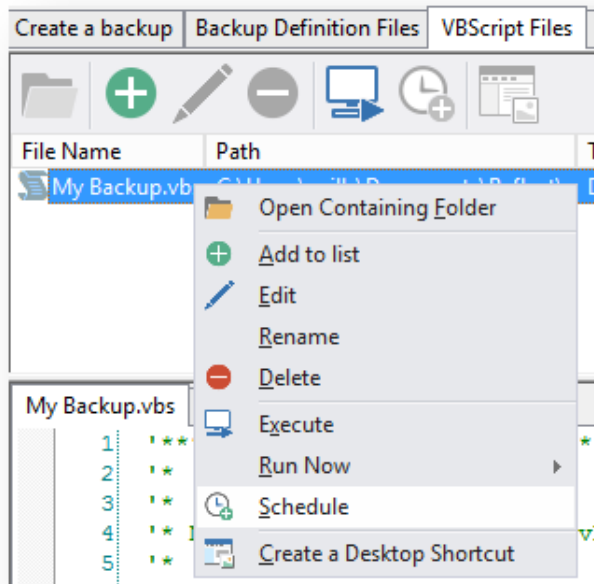 Create a backup Backup Definition Files VBScript Files
File Name Path
My Backup.vb
Open Containing Folder
Add to list
Edit
Rename
Delete
My Backup.vbs
Execute
1 '**
Run Now
2 '*
Schedule
3 '*
4 '*
Create a Desktop Shortcut
5 '*